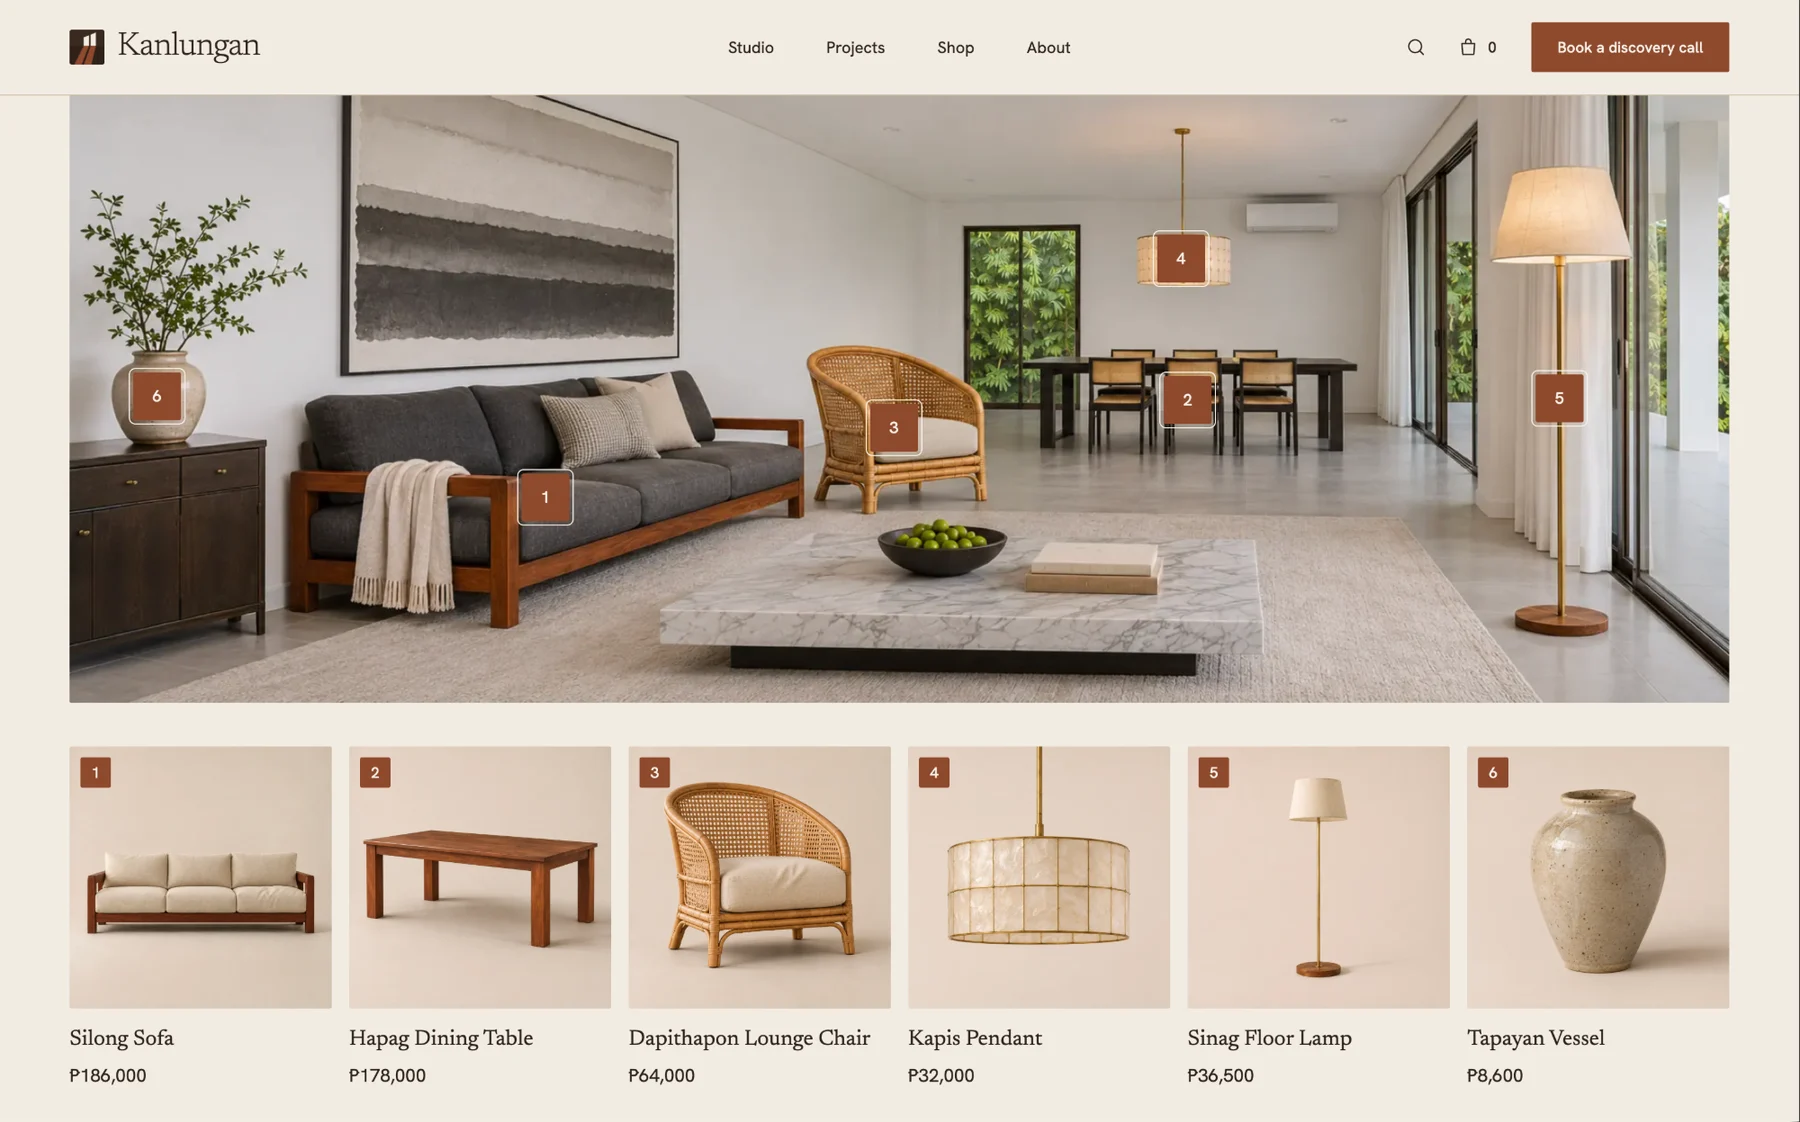 Kanlungan
Studio
Projects
Shop
About
0
Book a discovery call
4
6
2
5
3
1
1
2
3
4
5
6
Silong Sofa
Hapag Dining Table
Dapithapon Lounge Chair
Kapis Pendant
Sinag Floor Lamp
Tapayan Vessel
₱186,000
₱178,000
₱64,000
₱32,000
₱36,500
₱8,600